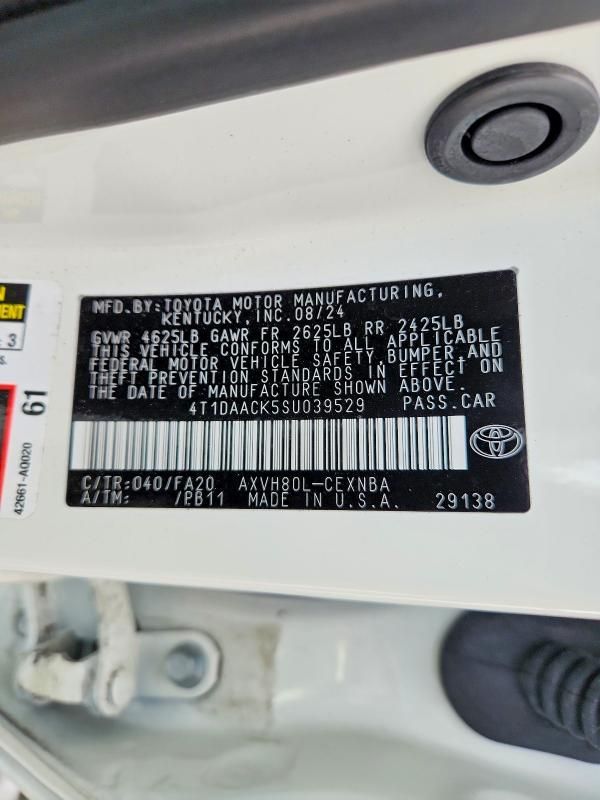 MFD.BY:TOYOTA MOTOR MANUFACTURING,
KENTUCKY, INC.08/24
GVWR 4625LB GAWR FR 2625LB RR 2425LB
THIS VEHICLE CONFORMS TO ALL APPLICABLE
FEDERAL MOTOR VEHICLE SAFETY,BUMPER,AND
THEFT PREVENTION STANDARDS IN EFFECT ON
THE DATE OF MANUFACTURE SHOWN ABOVE.
4T1DAACK5SU039529 PASS.CAR
C/TR:040/FA20 AXVH80L-CEXNBA
A/TM: /PB11 MADE IN U.S.A. 29138
3
s.
61
42661-A0020